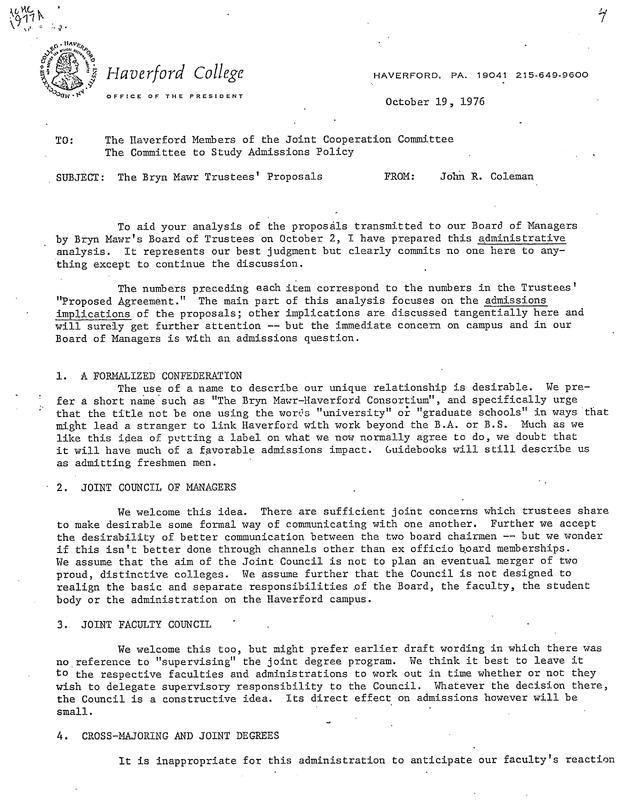 1977A
4
Haverford College
OFFICE OF THE PRESIDENT
HAVERFORD, PA. 19041 215-649-9600
October 19, 1976
TO: The Haverford Members of the Joint Cooperation Committee
The Committee to Study Admissions Policy
SUBJECT: The Bryn Mawr Trustees' Proposals FROM: John R. Coleman
To aid your analysis of the proposals transmitted to our Board of Managers
by Bryn Mawr's Board of Trustees on October 2, I have prepared this administrative
analysis. It represents our best judgment but clearly commits no one here to any-
thing except to continue the discussion.
The numbers preceding each item correspond to the numbers in the Trustees'
"Proposed Agreement." The main part of this analysis focuses on the admissions
implications of the proposals; other implications are discussed tangentially here and
will surely get further attention -- but the immediate concern on campus and in our
Board of Managers is with an admissions question.
1. A FORMALIZED CONFEDERATION
The use of a name to describe our unique relationship is desirable. We pre-
fer a short name such as "The Bryn Mawr-Haverford Consortium", and specifically urge
that the title not be one using the words "university" or "graduate schools" in ways that
might lead a stranger to link Haverford with work beyond the B.A. or B.S. Much as we
like this idea of putting a label on what we now normally agree to do, we doubt that
it will have much of a favorable admissions impact. Guidebooks will still describe us
as admitting freshmen men.
2. JOINT COUNCIL OF MANAGERS
We welcome this idea. There are sufficient joint concerns which trustees share
to make desirable some formal way of communicating with one another. Further we accept
the desirability of better communication between the two board chairmen -- but we wonder
if this isn't better done through channels other than ex officio board memberships.
We assume that the aim of the Joint Council is not to plan an eventual merger of two
proud, distinctive colleges. We assume further that the Council is not designed to
realign the basic and separate responsibilities of the Board, the faculty, the student
body or the administration on the Haverford campus.
3. JOINT FACULTY COUNCIL
We welcome this too, but might prefer earlier draft wording in which there was
no reference to "supervising" the joint degree program. We think it best to leave it
to the respective faculties and administrations to work out in time whether or not they
wish to delegate supervisory responsibility to the Council. Whatever the decision there,
the Council is a constructive idea. Its direct effect on admissions however will be
small.
4. CROSS-MAJORING AND JOINT DEGREES
It is inappropriate for this administration to anticipate our faculty's reaction